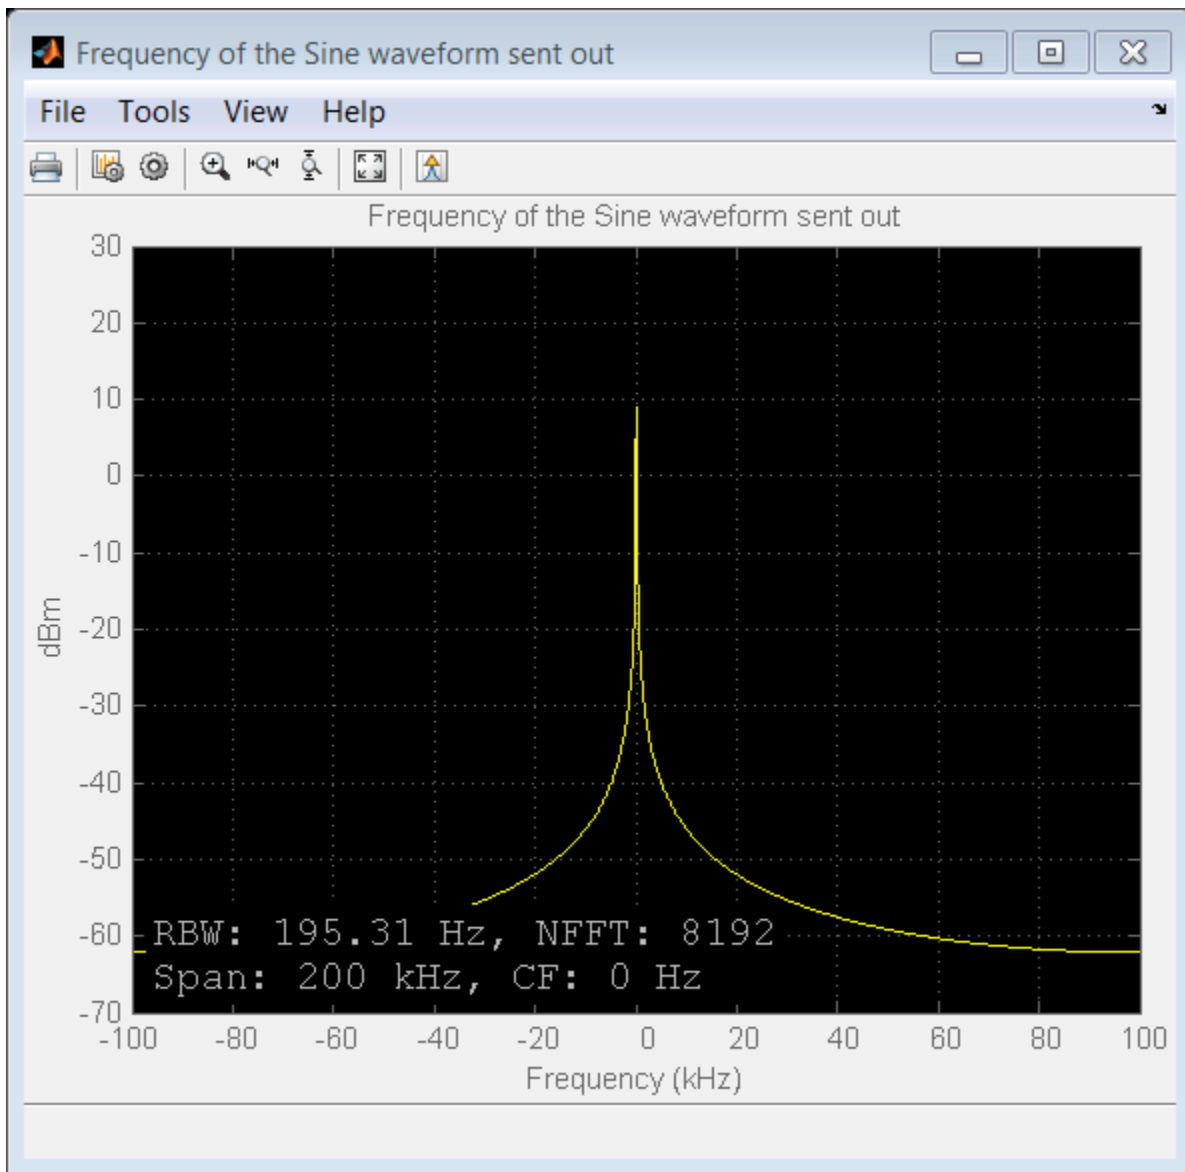 Frequency of the Sine waveform sent out
File Tools View Help
Frequency of the Sine waveform sent out
30
20
10
0
-10
-20
-30
-40
-50
-60
-70
dBm
RBW: 195.31 Hz, NFFT: 8192
Span: 200 kHz, CF: 0 Hz
-100 -80 -60 -40 -20 0 20 40 60 80 100
Frequency (kHz)